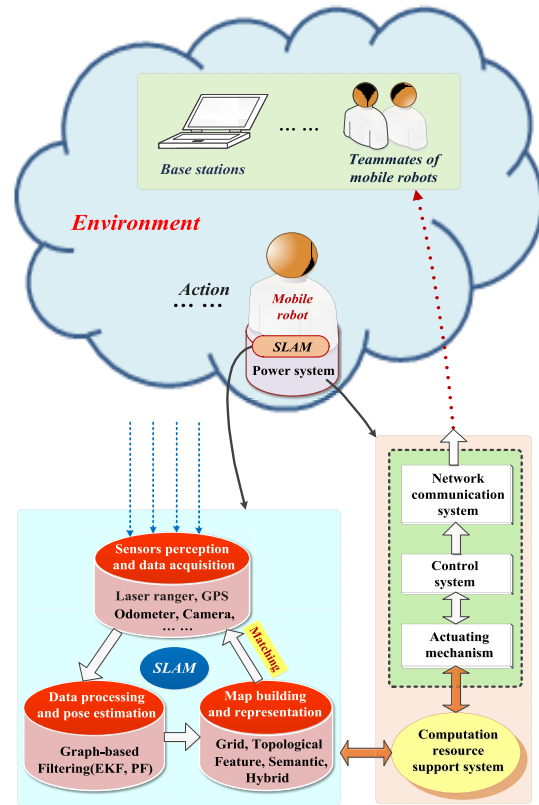 ... ...
Base stations
Teammates of
mobile robots
Environment
Action
... ...
Mobile
robot
SLAM
Power system
Network
communication
system
Control
system
Actuating
mechanism
Computation
resource
support system
Sensors perception
and data acquisition
Laser ranger, GPS
Odometer, Camera,
... ...
Matching
SLAM
Data processing
and pose estimation
Graph-based
Filtering(EKF, PF)
Map building
and representation
Grid, Topological
Feature, Semantic,
Hybrid